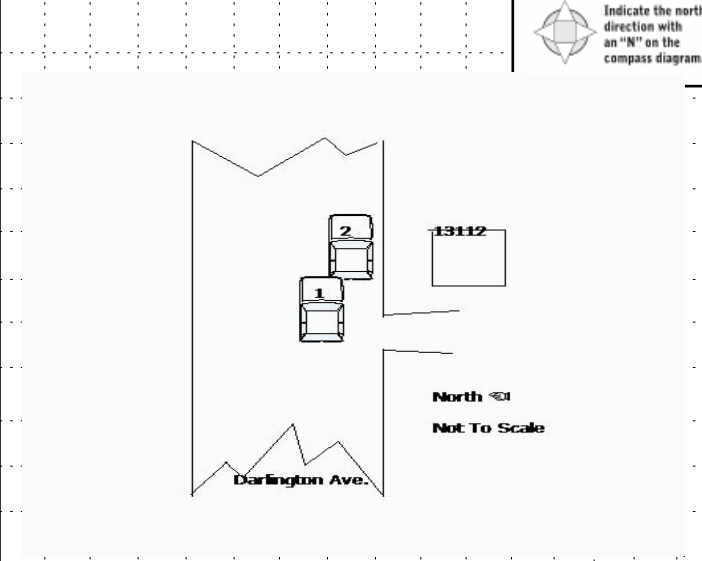 Indicate the north
direction with
an "N" on the
compass diagram.
2
13112
1
North ☜
Not To Scale
Darlington Ave.